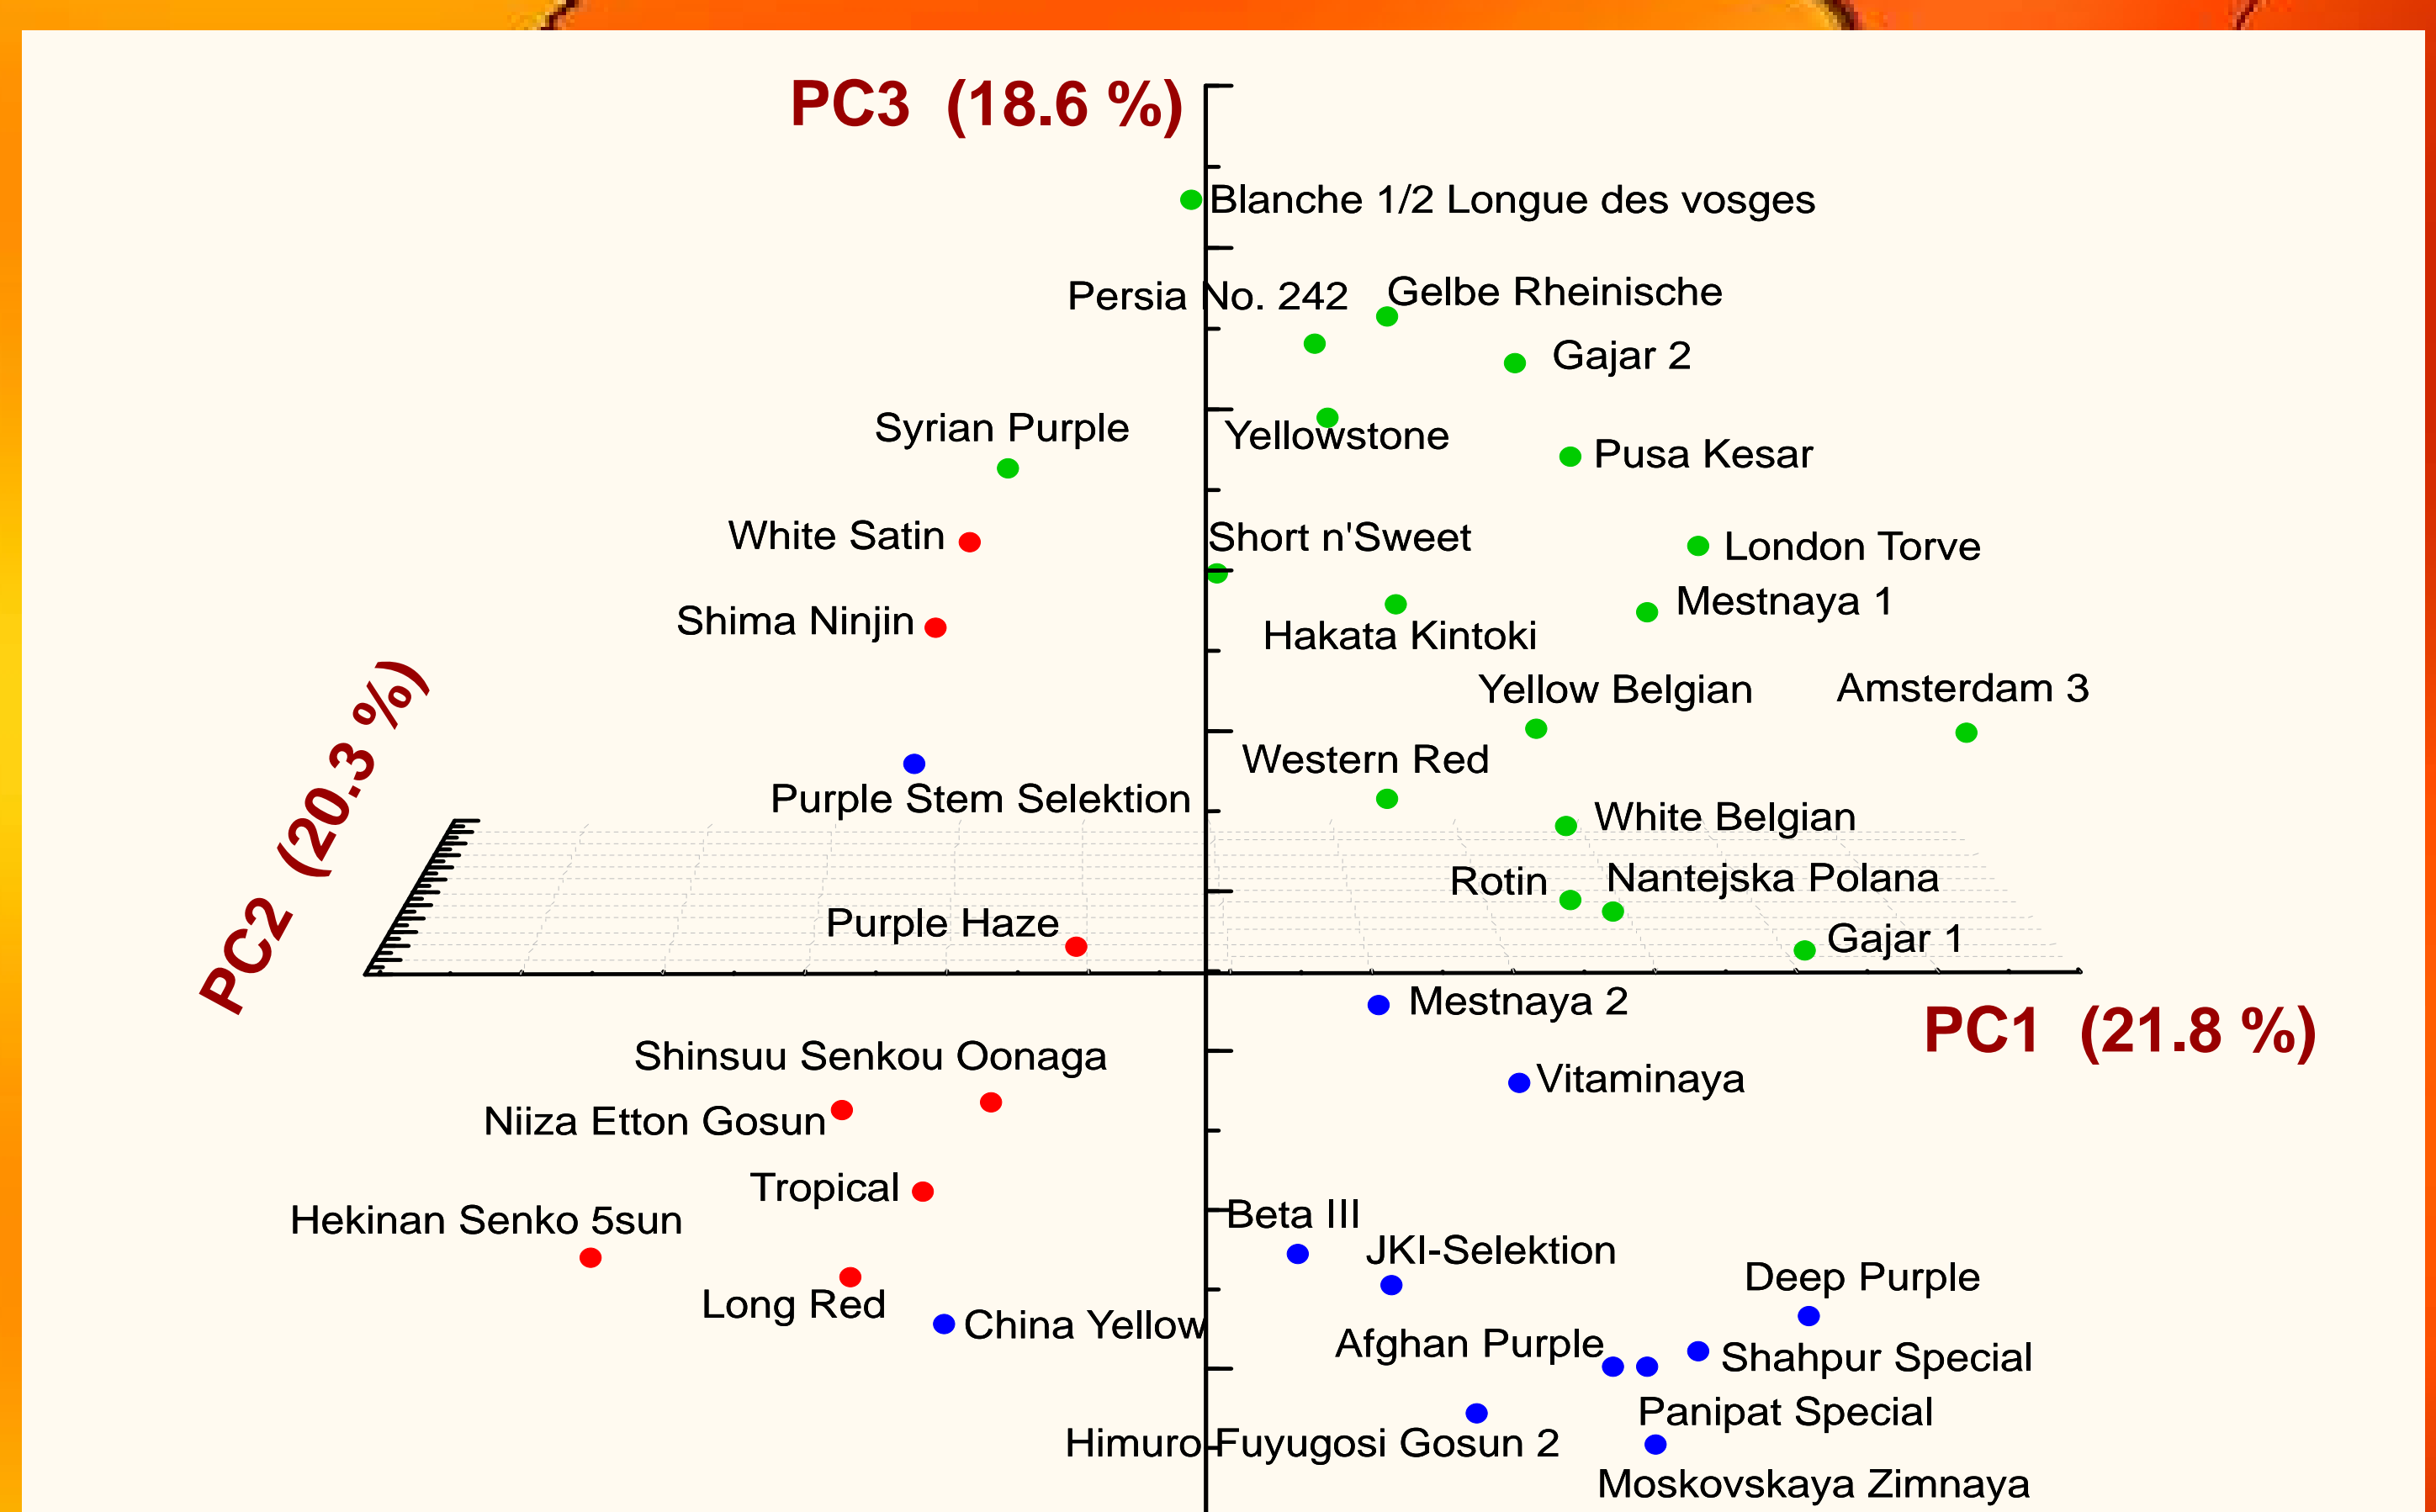 PC3 (18.6 %)
Blanche 1/2 Longue des vosges
Persia No. 242
Gelbe Rheinische
Gajar 2
Syrian Purple
Yellowstone
Pusa Kesar
White Satin
Short n'Sweet
London Torve
Shima Ninjin
Hakata Kintoki
Mestnaya 1
Yellow Belgian
Amsterdam 3
PC2 (20.3 %)
Western Red
Purple Stem Selektion
White Belgian
Rotin
Nantejska Polana
Purple Haze
Gajar 1
Mestnaya 2
PC1 (21.8 %)
Shinsuu Senkou Oonaga
Vitaminaya
Niiza Etton Gosun
Tropical
Hekinan Senko 5sun
Beta III
JKI-Selektion
Deep Purple
Long Red
China Yellow
Afghan Purple
Shahpur Special
Panipat Special
Himuro Fuyugosi Gosun 2
Moskovskaya Zimnaya